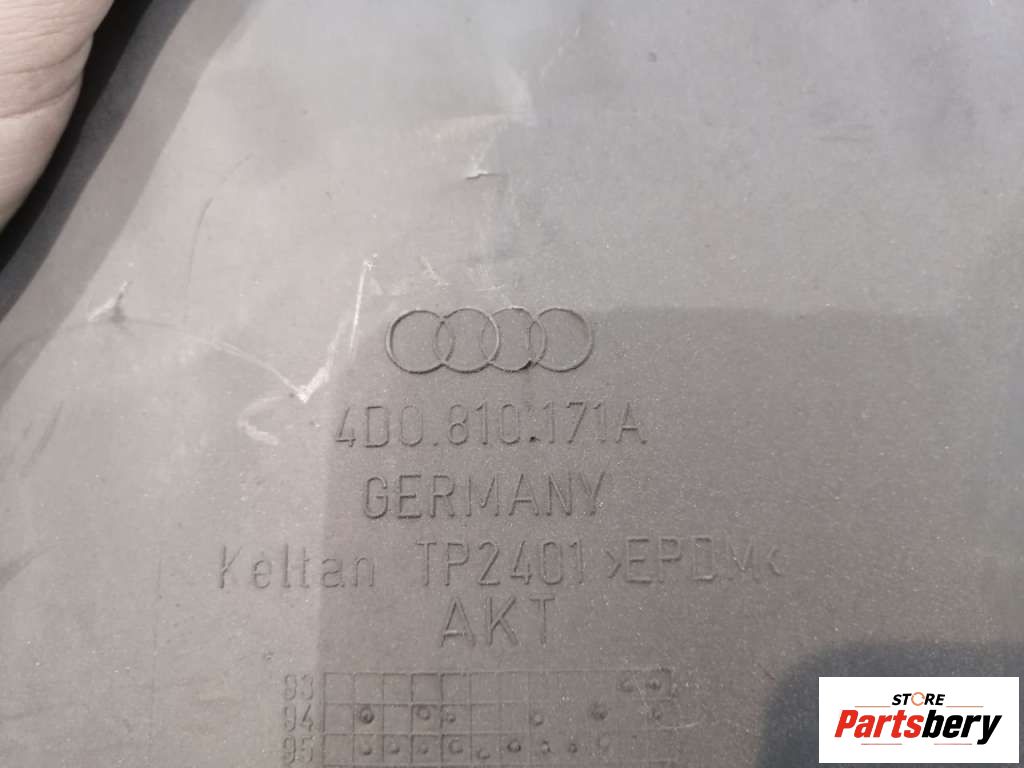 4D0.810.171A
GERMANY
Keltan TP2401 >EPDM<
AKT
93
94
95
STORE
Partsbery